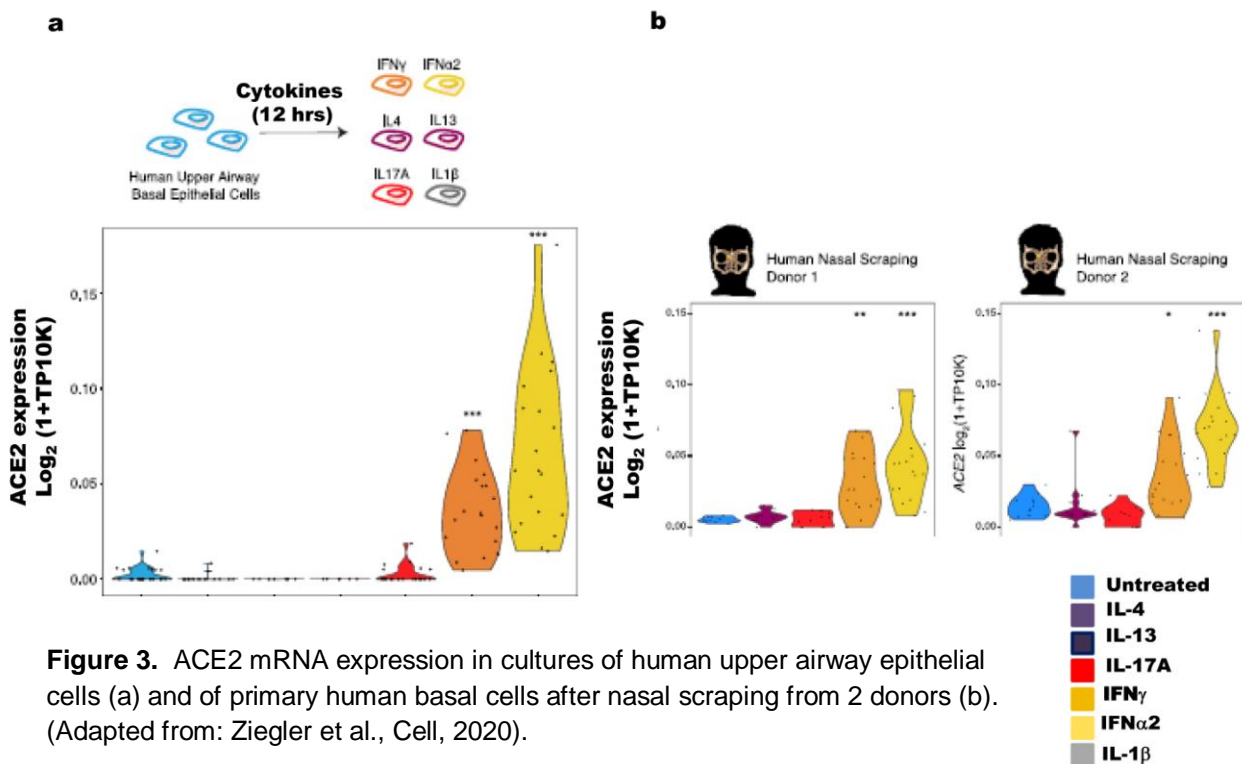 a
IFNγ IFNα2
Cytokines
(12 hrs)
IL4 IL13
Human Upper Airway
Basal Epithelial Cells
IL17A IL1β
ACE2 expression
Log₂ (1+TP10K)
0.15
0.10
0.05
0.00
***
***
b
Human Nasal Scraping
Donor 1
ACE2 expression
Log₂ (1+TP10K)
0.15
0.10
0.05
0.00
**
***
Human Nasal Scraping
Donor 2
ACE2 log₂(1+TP10K)
0.15
0.10
0.05
0.00
*
***
Untreated
IL-4
IL-13
IL-17A
IFNγ
IFNα2
IL-1β
Figure 3. ACE2 mRNA expression in cultures of human upper airway epithelial
cells (a) and of primary human basal cells after nasal scraping from 2 donors (b).
(Adapted from: Ziegler et al., Cell, 2020).